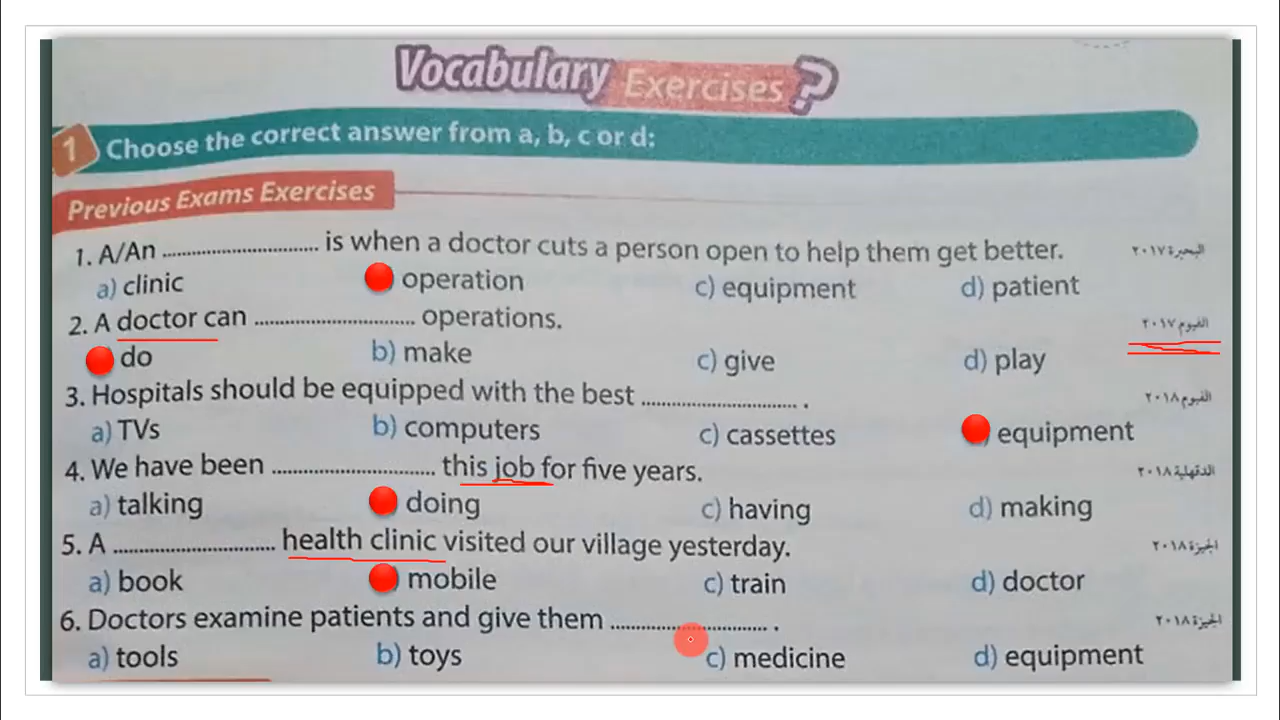 Vocabulary Exercises?
1 Choose the correct answer from a, b, c or d:
Previous Exams Exercises
1. A/An .............................. is when a doctor cuts a person open to help them get better. البحيرة ٢٠١٧
a) clinic operation c) equipment d) patient
2. A doctor can .............................. operations. الفيوم ٢٠١٧
do b) make c) give d) play
3. Hospitals should be equipped with the best .............................. . الفيوم ٢٠١٨
a) TVs b) computers c) cassettes equipment
4. We have been .............................. this job for five years. الدقهلية ٢٠١٨
a) talking doing c) having d) making
5. A .............................. health clinic visited our village yesterday. الجيزة ٢٠١٨
a) book mobile c) train d) doctor
6. Doctors examine patients and give them .............................. . الجيزة ٢٠١٨
a) tools b) toys c) medicine d) equipment